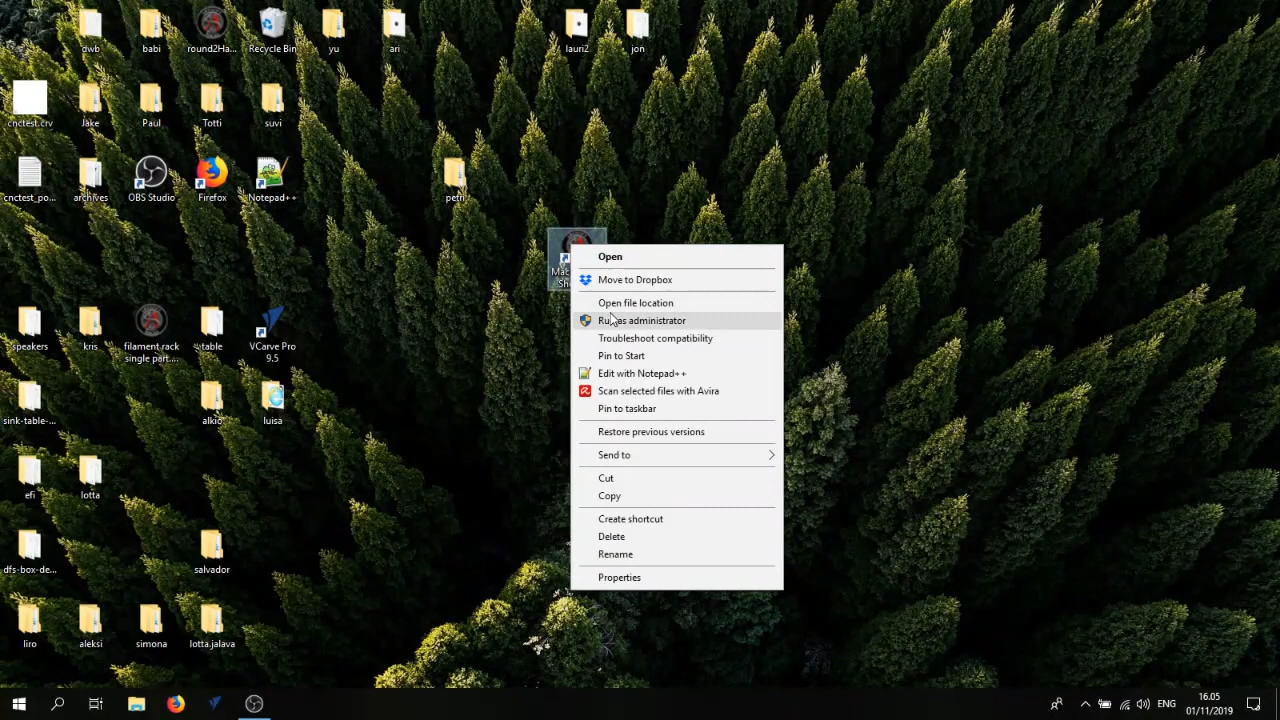 dwb
babi
round2Ha...
Recycle Bin
yu
ari
lauri2
jon
cnctest.crv
Jake
Paul
Totti
suvi
cnctest_po...
archives
OBS Studio
Firefox
Notepad++
petri
speakers
kris
filament rack
single part....
table
VCarve Pro
9.5
sink-table-...
alkio
luisa
efi
lotta
dfs-box-de...
salvador
liro
aleksi
simona
lotta.jalava
Open
Move to Dropbox
Open file location
Run as administrator
Troubleshoot compatibility
Pin to Start
Edit with Notepad++
Scan selected files with Avira
Pin to taskbar
Restore previous versions
Send to
Cut
Copy
Create shortcut
Delete
Rename
Properties
ENG
16.05
01/11/2019